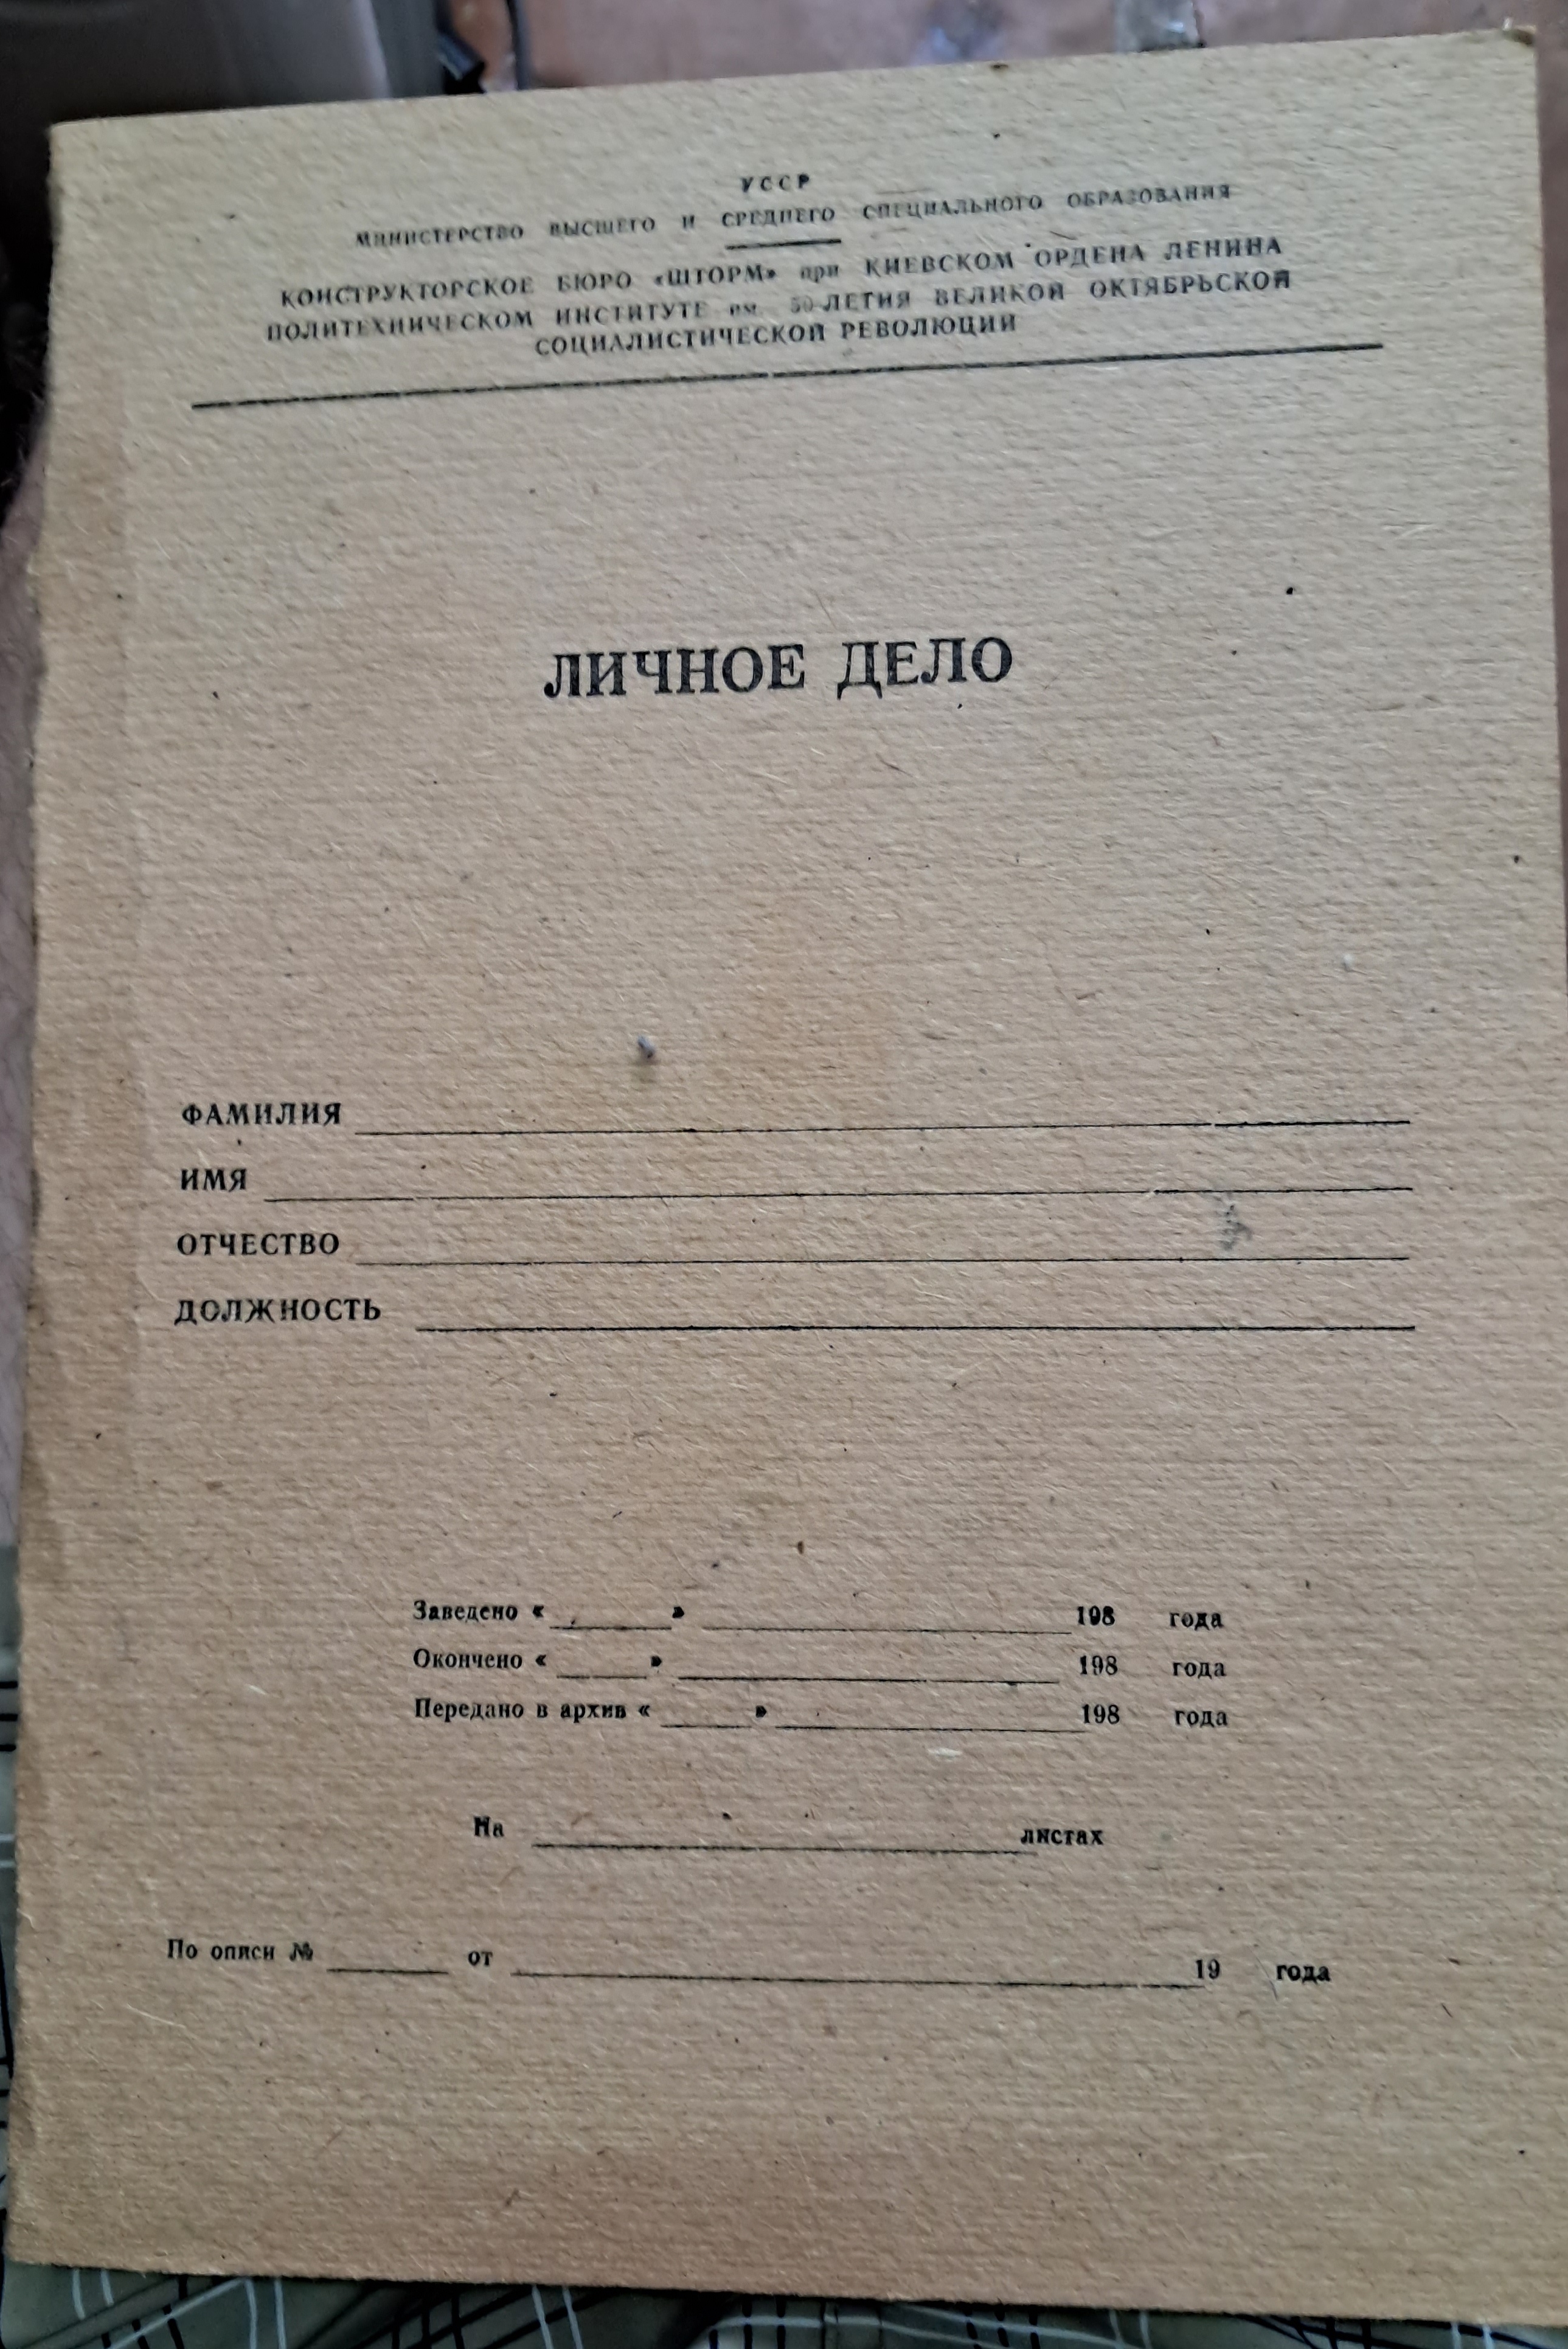 УССР
МИНИСТЕРСТВО ВЫСШЕГО И СРЕДНЕГО СПЕЦИАЛЬНОГО ОБРАЗОВАНИЯ
КОНСТРУКТОРСКОЕ БЮРО «ШТОРМ» при КИЕВСКОМ ОРДЕНА ЛЕНИНА
ПОЛИТЕХНИЧЕСКОМ ИНСТИТУТЕ им 50-ЛЕТИЯ ВЕЛИКОЙ ОКТЯБРЬСКОЙ
СОЦИАЛИСТИЧЕСКОЙ РЕВОЛЮЦИИ
ЛИЧНОЕ ДЕЛО
ФАМИЛИЯ
ИМЯ
ОТЧЕСТВО
ДОЛЖНОСТЬ
Заведено « » 198 года
Окончено « » 198 года
Передано в архив « » 198 года
На листах
По описи № от 19 года